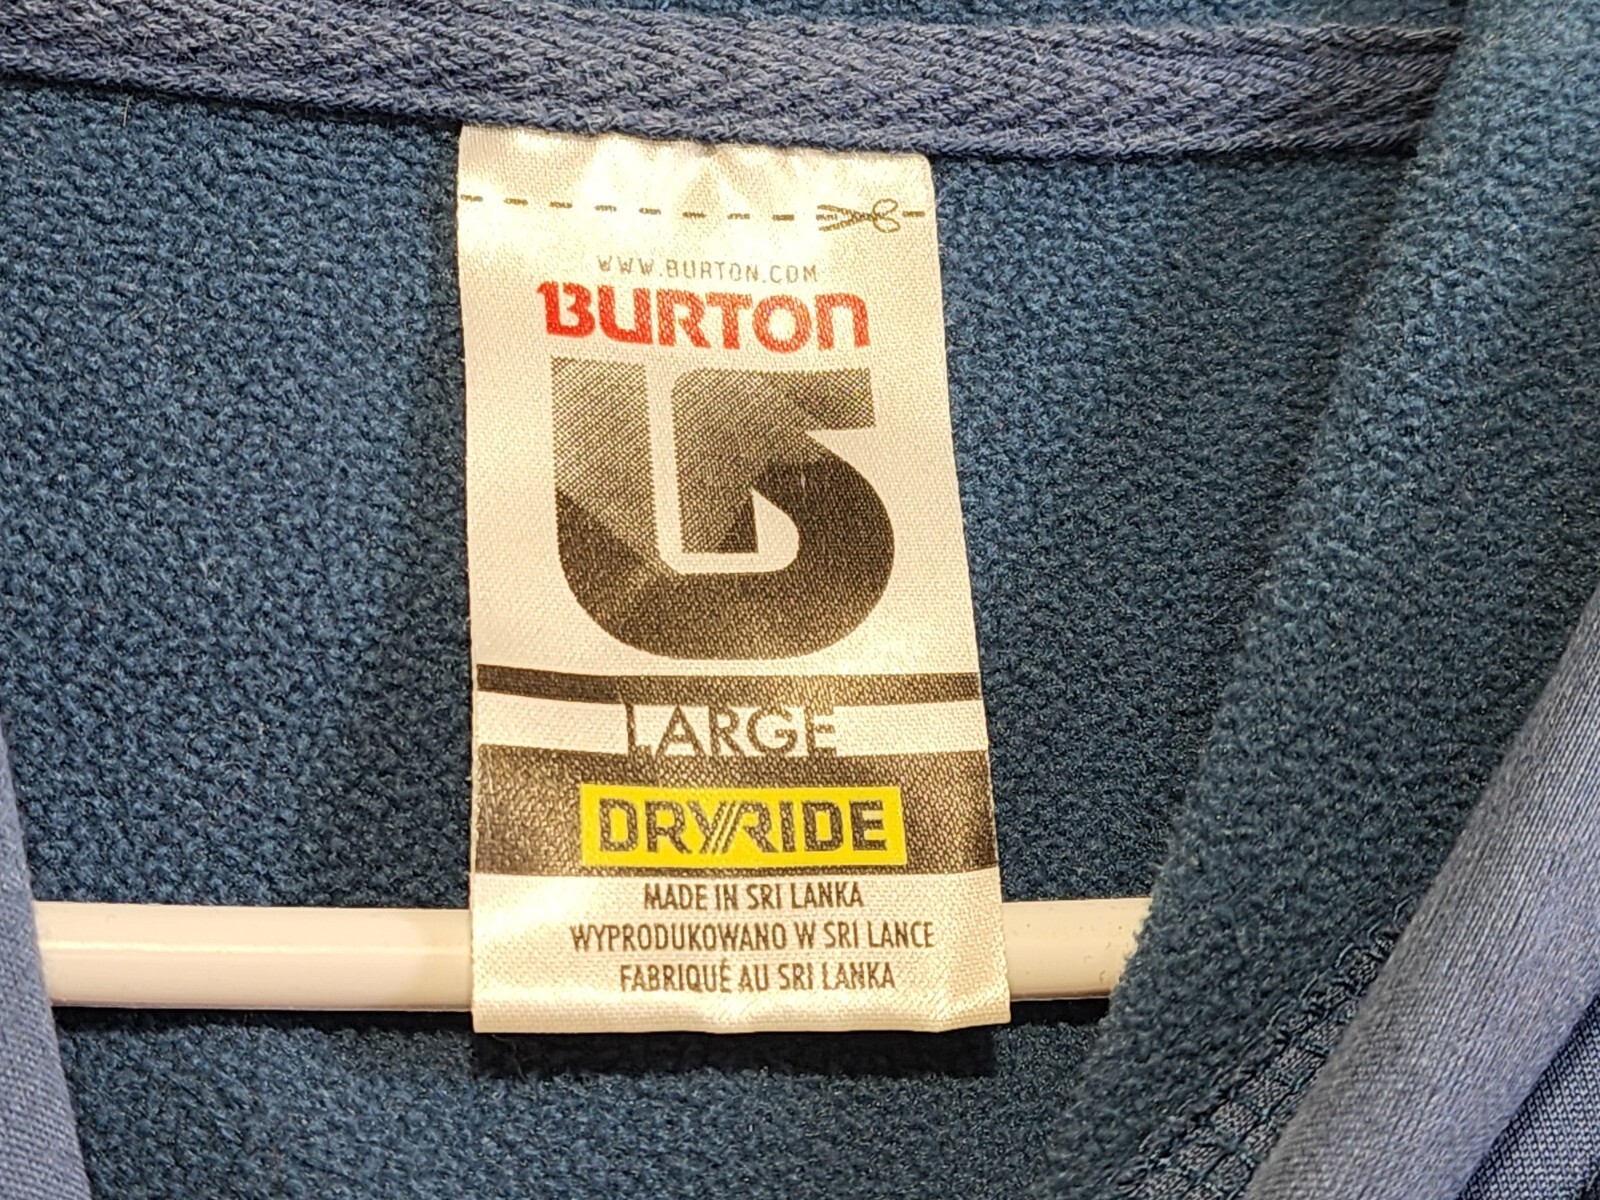 WWW.BURTON.COM
BURTON
LARGE
DRYRIDE
MADE IN SRI LANKA
WYPRODUKOWANO W SRI LANCE
FABRIQUÉ AU SRI LANKA